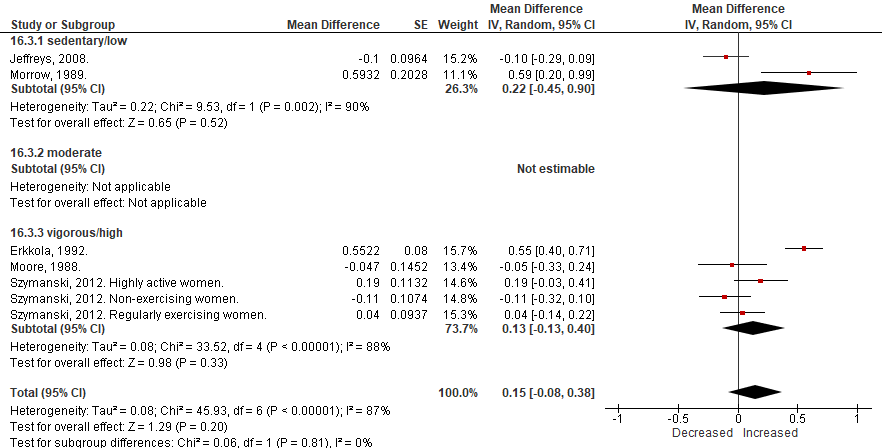 Mean Difference Mean Difference
Study or Subgroup Mean Difference SE Weight IV, Random, 95% CI IV, Random, 95% CI
16.3.1 sedentary/low
Jeffreys, 2008. -0.1 0.0964 15.2% -0.10 [-0.29, 0.09]
Morrow, 1989. 0.5932 0.2028 11.1% 0.59 [0.20, 0.99]
Subtotal (95% CI) 26.3% 0.22 [-0.45, 0.90]
Heterogeneity: Tau² = 0.22; Chi² = 9.53, df = 1 (P = 0.002); I² = 90%
Test for overall effect: Z = 0.65 (P = 0.52)
16.3.2 moderate
Subtotal (95% CI) Not estimable
Heterogeneity: Not applicable
Test for overall effect: Not applicable
16.3.3 vigorous/high
Erkkola, 1992. 0.5522 0.08 15.7% 0.55 [0.40, 0.71]
Moore, 1988. -0.047 0.1452 13.4% -0.05 [-0.33, 0.24]
Szymanski, 2012. Highly active women. 0.19 0.1132 14.6% 0.19 [-0.03, 0.41]
Szymanski, 2012. Non-exercising women. -0.11 0.1074 14.8% -0.11 [-0.32, 0.10]
Szymanski, 2012. Regularly exercising women. 0.04 0.0937 15.3% 0.04 [-0.14, 0.22]
Subtotal (95% CI) 73.7% 0.13 [-0.13, 0.40]
Heterogeneity: Tau² = 0.08; Chi² = 33.52, df = 4 (P < 0.00001); I² = 88%
Test for overall effect: Z = 0.98 (P = 0.33)
Total (95% CI) 100.0% 0.15 [-0.08, 0.38]
Heterogeneity: Tau² = 0.08; Chi² = 45.93, df = 6 (P < 0.00001); I² = 87%
Test for overall effect: Z = 1.29 (P = 0.20)
Test for subgroup differences: Chi² = 0.06, df = 1 (P = 0.81), I² = 0%
-1 -0.5 0 0.5 1
Decreased Increased